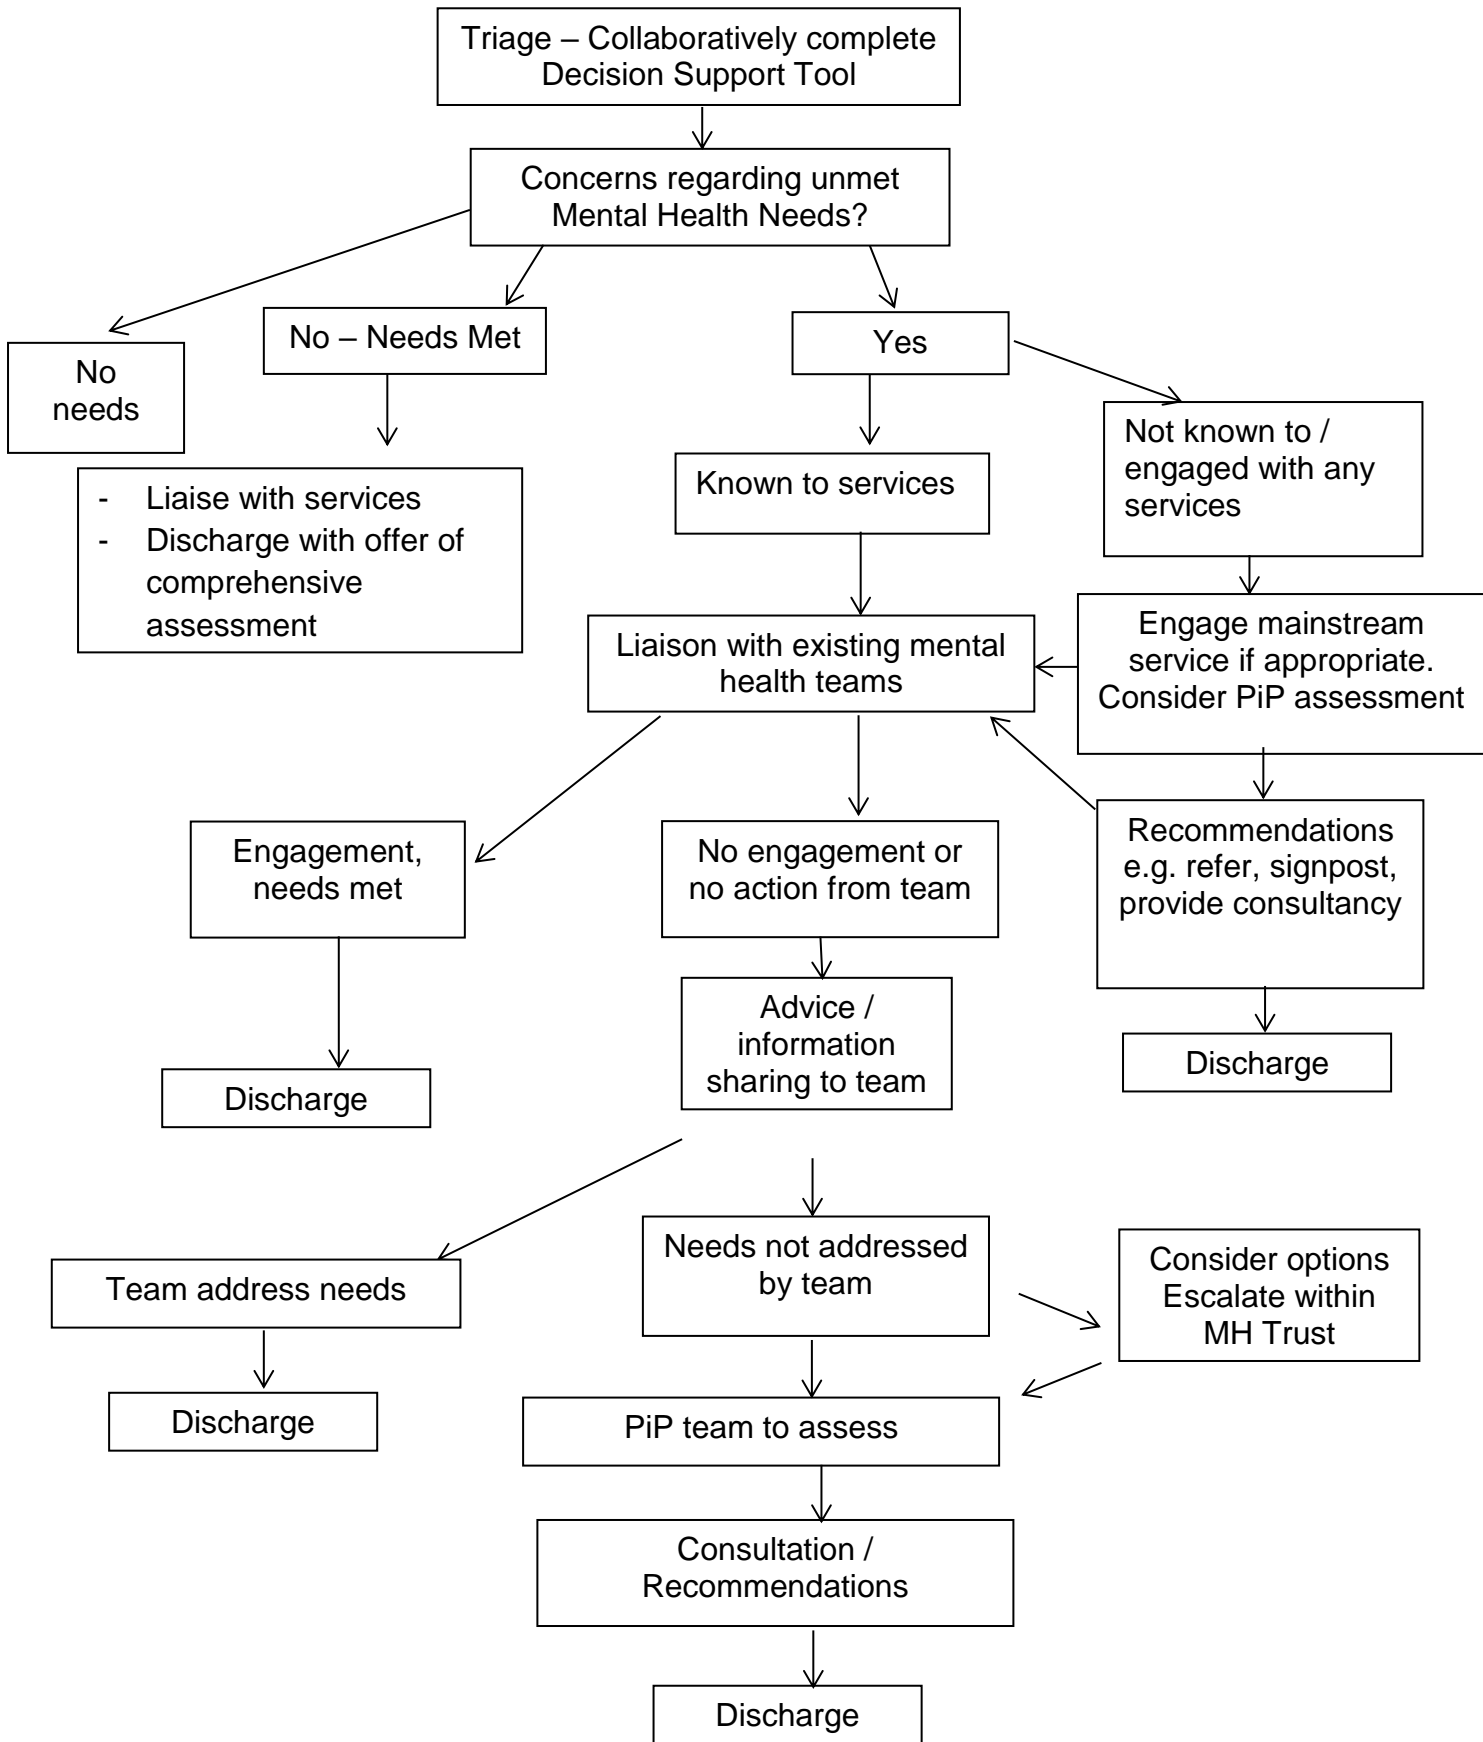 Triage – Collaboratively complete
Decision Support Tool
Concerns regarding unmet
Mental Health Needs?
No
needs
No – Needs Met
Yes
- Liaise with services
- Discharge with offer of
comprehensive
assessment
Known to services
Not known to /
engaged with any
services
Liaison with existing mental
health teams
Engage mainstream
service if appropriate.
Consider PiP assessment
Engagement,
needs met
No engagement or
no action from team
Recommendations
e.g. refer, signpost,
provide consultancy
Discharge
Advice /
information
sharing to team
Discharge
Team address needs
Needs not addressed
by team
Consider options
Escalate within
MH Trust
Discharge
PiP team to assess
Consultation /
Recommendations
Discharge